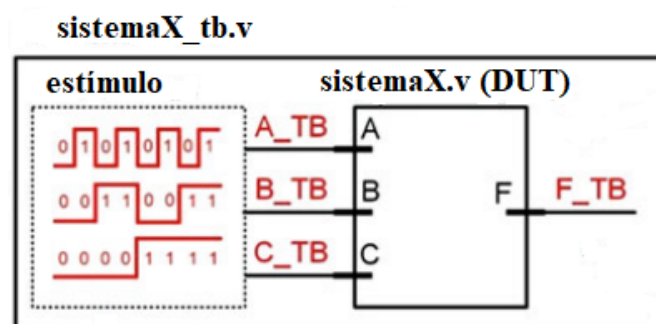 sistemaX_tb.v
estímulo sistemaX.v (DUT)
0 1 0 1 0 1 0 1 A_TB A
0 0 1 1 0 0 1 1 B_TB B F F_TB
0 0 0 0 1 1 1 1 C_TB C